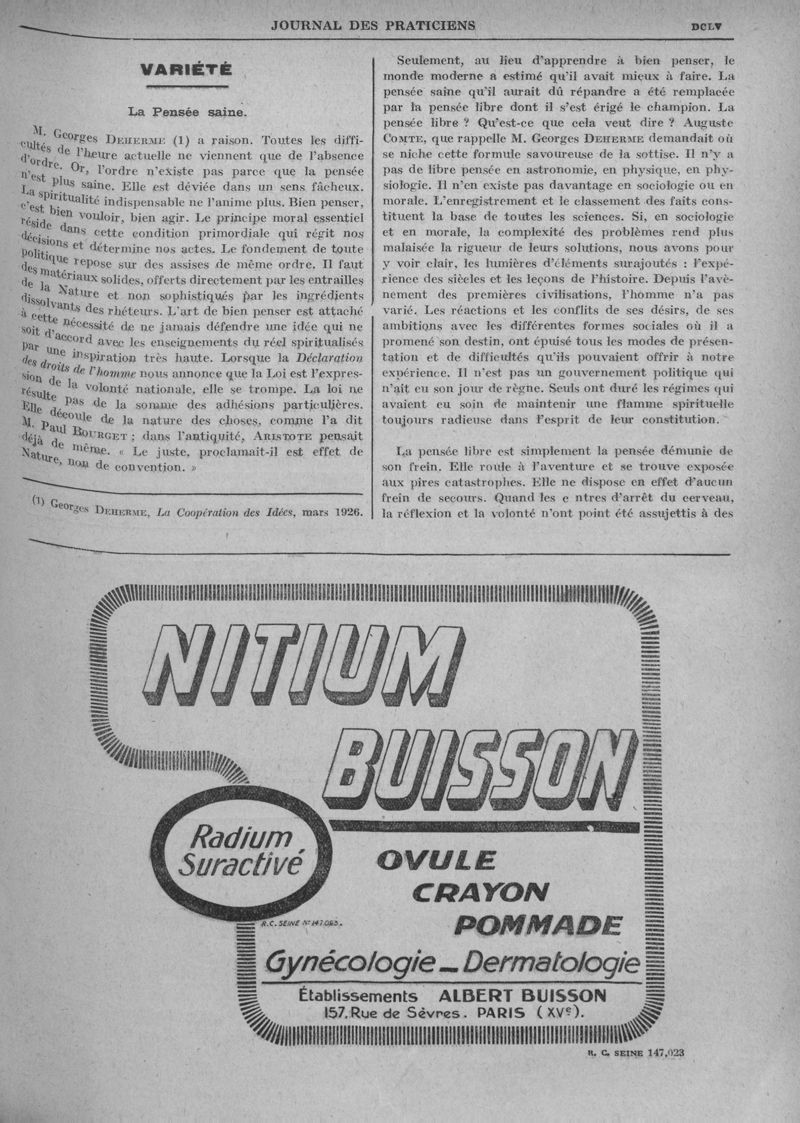 JOURNAL DES PRATICIENS
DCLV
VARIÉTÉ
La Pensée saine.
M. Georges DEHERME (1) a raison. Toutes les diffi-
cultés de l'heure actuelle ne viennent que de l'absence
d'ordre. Or, l'ordre n'existe pas parce que la pensée
n'est plus saine. Elle est déviée dans un sens fâcheux.
La spiritualité indispensable ne l'anime plus. Bien penser,
c'est bien vouloir, bien agir. Le principe moral essentiel
réside dans cette condition primordiale qui régit nos
décisions et détermine nos actes. Le fondement de toute
politique repose sur des assises de même ordre. Il faut
des matériaux solides, offerts directement par les entrailles
de la Nature et non sophistiqués par les ingrédients
dissolvants des rhéteurs. L'art de bien penser est attaché
à cette nécessité de ne jamais défendre une idée qui ne
soit d'accord avec les enseignements du réel spiritualisés
par une inspiration très haute. Lorsque la Déclaration
des droits de l'homme nous annonce que la Loi est l'expres-
sion de la volonté nationale, elle se trompe. La loi ne
résulte pas de la somme des adhésions particulières.
Elle découle de la nature des choses, comme l'a dit
M. Paul BOURGET ; dans l'antiquité, ARISTOTE pensait
déjà de même. « Le juste, proclamait-il est effet de
Nature, non de convention. »
(1) Georges DEHERME, La Coopération des Idées, mars 1926.
Seulement, au lieu d'apprendre à bien penser, le
monde moderne a estimé qu'il avait mieux à faire. La
pensée saine qu'il aurait dû répandre a été remplacée
par la pensée libre dont il s'est érigé le champion. La
pensée libre ? Qu'est-ce que cela veut dire ? Auguste
COMTE, que rappelle M. Georges DEHERME demandait où
se niche cette formule savoureuse de la sottise. Il n'y a
pas de libre pensée en astronomie, en physique, en phy-
siologie. Il n'en existe pas davantage en sociologie ou en
morale. L'enregistrement et le classement des faits cons-
tituent la base de toutes les sciences. Si, en sociologie
et en morale, la complexité des problèmes rend plus
malaisée la rigueur de leurs solutions, nous avons pour
y voir clair, les lumières d'éléments surajoutés : l'expé-
rience des siècles et les leçons de l'histoire. Depuis l'avè-
nement des premières civilisations, l'homme n'a pas
varié. Les réactions et les conflits de ses désirs, de ses
ambitions avec les différentes formes sociales où il a
promené son destin, ont épuisé tous les modes de présen-
tation et de difficultés qu'ils pouvaient offrir à notre
expérience. Il n'est pas un gouvernement politique qui
n'ait eu son jour de règne. Seuls ont duré les régimes qui
avaient eu soin de maintenir une flamme spirituelle
toujours radieuse dans l'esprit de leur constitution.
La pensée libre est simplement la pensée démunie de
son frein. Elle roule à l'aventure et se trouve exposée
aux pires catastrophes. Elle ne dispose en effet d'aucun
frein de secours. Quand les e ntres d'arrêt du cerveau,
la réflexion et la volonté n'ont point été assujettis à des
NITIUM
BUISSON
Radium
Suractivé
OVULE
CRAYON
POMMADE
R.C. SEINE N° 147.023.
Gynécologie _ Dermatologie
Établissements ALBERT BUISSON
157, Rue de Sèvres. PARIS (XVe).
R. C. SEINE 147,023